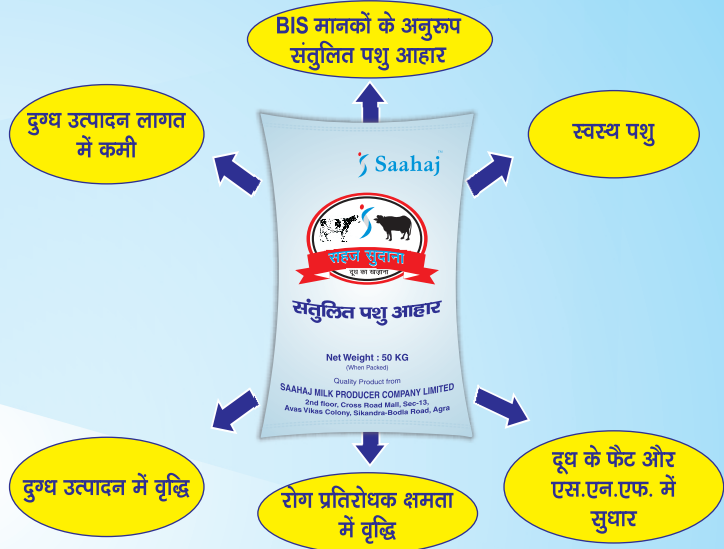 BIS मानकों के अनुरूप
संतुलित पशु आहार
दुग्ध उत्पादन लागत
में कमी
स्वस्थ पशु
Saahaj
सहज सुदाना
दूध का खज़ाना
संतुलित पशु आहार
Net Weight : 50 KG
(When Packed)
Quality Product from
SAAHAJ MILK PRODUCER COMPANY LIMITED
2nd floor, Cross Road Mall, Sec-13,
Avas Vikas Colony, Sikandra-Bodla Road, Agra
दुग्ध उत्पादन में वृद्धि
रोग प्रतिरोधक क्षमता
में वृद्धि
दूध के फैट और
एस.एन.एफ. में
सुधार